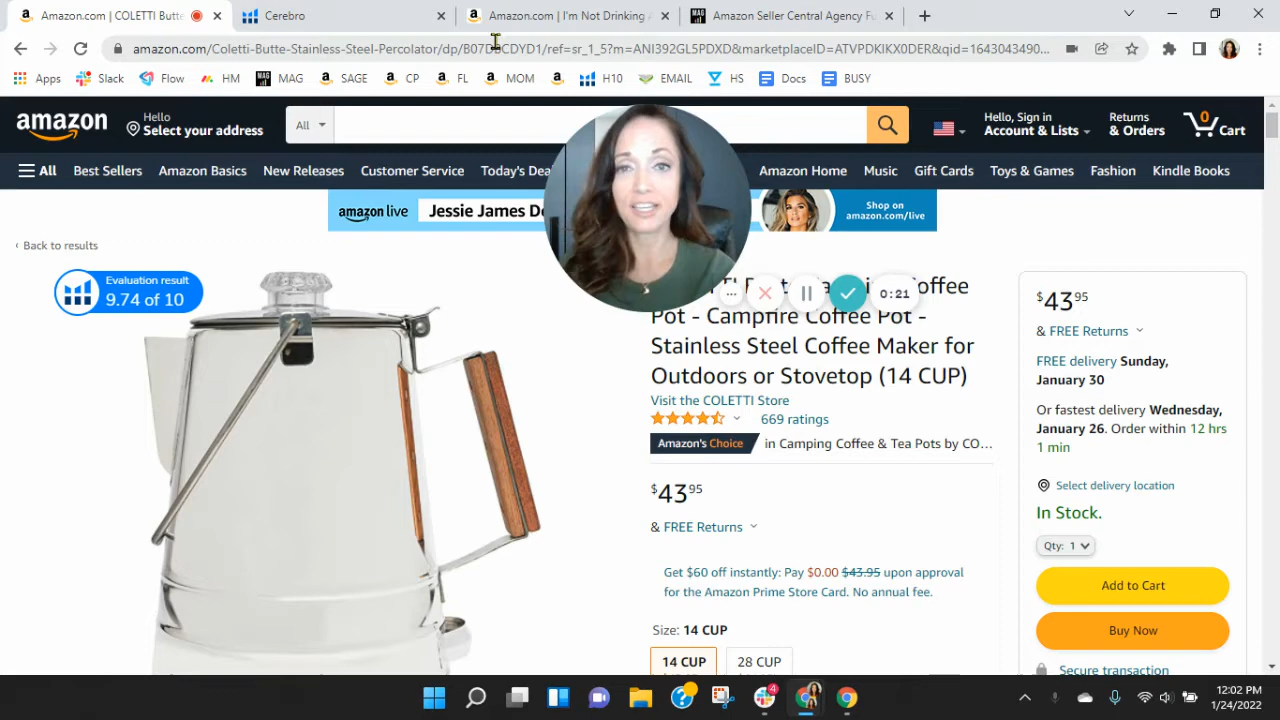 Amazon.com | COLETTI Butte
Cerebro
Amazon.com | I'm Not Drinking
Amazon Seller Central Agency Fu
amazon.com/Coletti-Butte-Stainless-Steel-Percolator/dp/ &marketplaceID=ATVPDKIKX0DER&qid=1643043490...
Apps Slack Flow HM MAG SAGE CP FL MOM H10 EMAIL HS Docs BUSY
amazon
Hello
Select your address
All
Hello, Sign in
Account & Lists
Returns
& Orders
0
Cart
All Best Sellers Amazon Basics New Releases Customer Service Today's Amazon Home Music Gift Cards Toys & Games Fashion Kindle Books
amazon live Jessie James
Shop on
amazon.com/live
‹ Back to results
Evaluation result
9.74 of 10
0:21
Pot - Campfire Coffee Pot -
Stainless Steel Coffee Maker for
Outdoors or Stovetop (14 CUP)
Visit the COLETTI Store
669 ratings
Amazon's Choice in Camping Coffee & Tea Pots by CO...
$43 95
& FREE Returns
Get $60 off instantly: Pay $0.00 $43.95 upon approval
for the Amazon Prime Store Card. No annual fee.
Size: 14 CUP
14 CUP 28 CUP
$43 95
& FREE Returns
FREE delivery Sunday,
January 30
Or fastest delivery Wednesday,
January 26. Order within 12 hrs
1 min
Select delivery location
In Stock.
Qty: 1
Add to Cart
Buy Now
Secure transaction
4
12:02 PM
1/24/2022